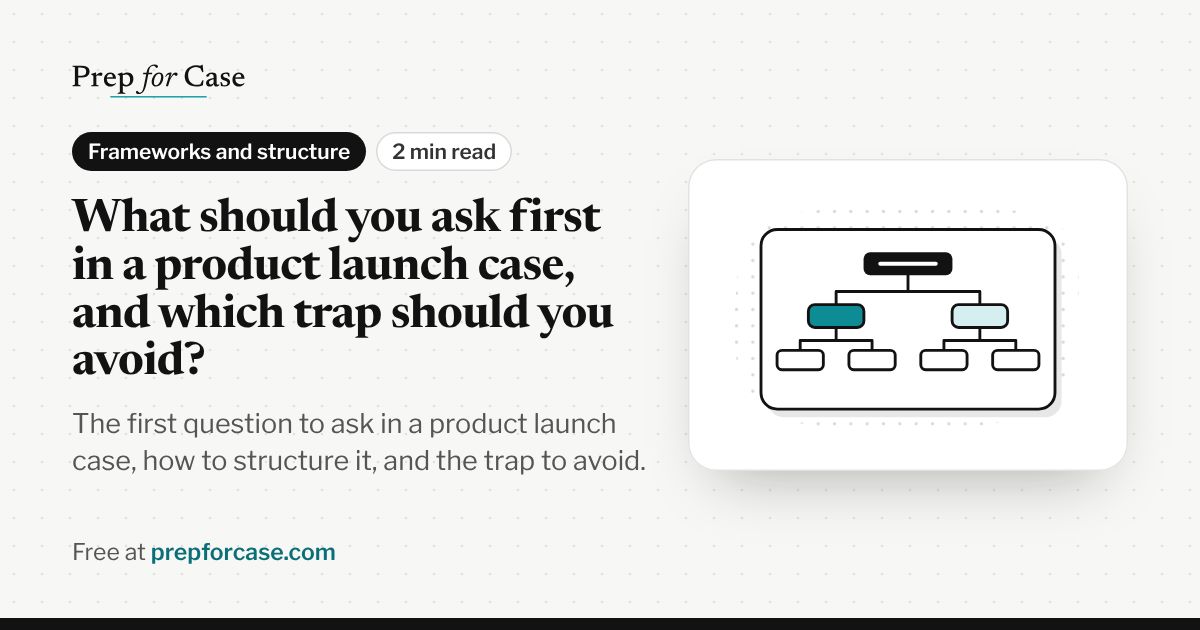 Prep for Case
Frameworks and structure
2 min read
What should you ask first
in a product launch case,
and which trap should you
avoid?
The first question to ask in a product launch
case, how to structure it, and the trap to avoid.
Free at prepforcase.com